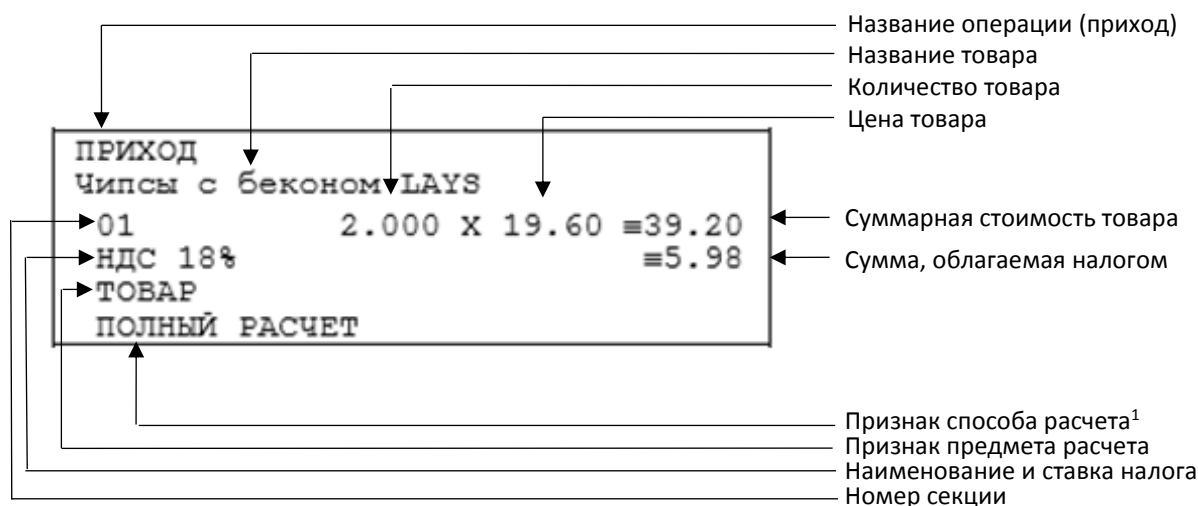 Название операции (приход)
Название товара
Количество товара
Цена товара
ПРИХОД
Чипсы с беконом LAYS
01 2.000 X 19.60 ≡39.20
НДС 18% ≡5.98
ТОВАР
ПОЛНЫЙ РАСЧЕТ
Суммарная стоимость товара
Сумма, облагаемая налогом
Признак способа расчета¹
Признак предмета расчета
Наименование и ставка налога
Номер секции